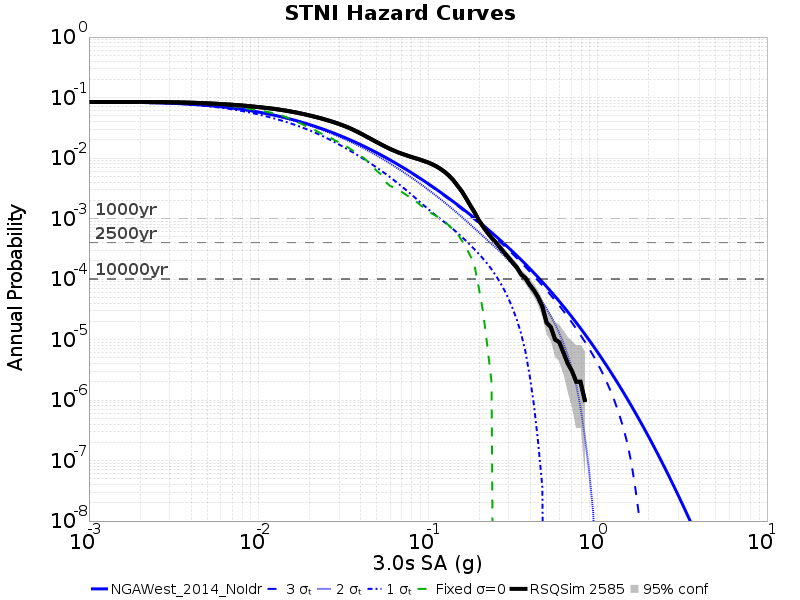 STNI Hazard Curves
10^0
10^-1
10^-2
10^-3
10^-4
10^-5
10^-6
10^-7
10^-8
Annual Probability
1000yr
2500yr
10000yr
10^-3 10^-2 10^-1 10^0 10^1
3.0s SA (g)
NGAWest_2014_NoIdr 3 σₜ 2 σₜ 1 σₜ Fixed σ=0 RSQSim 2585 95% conf